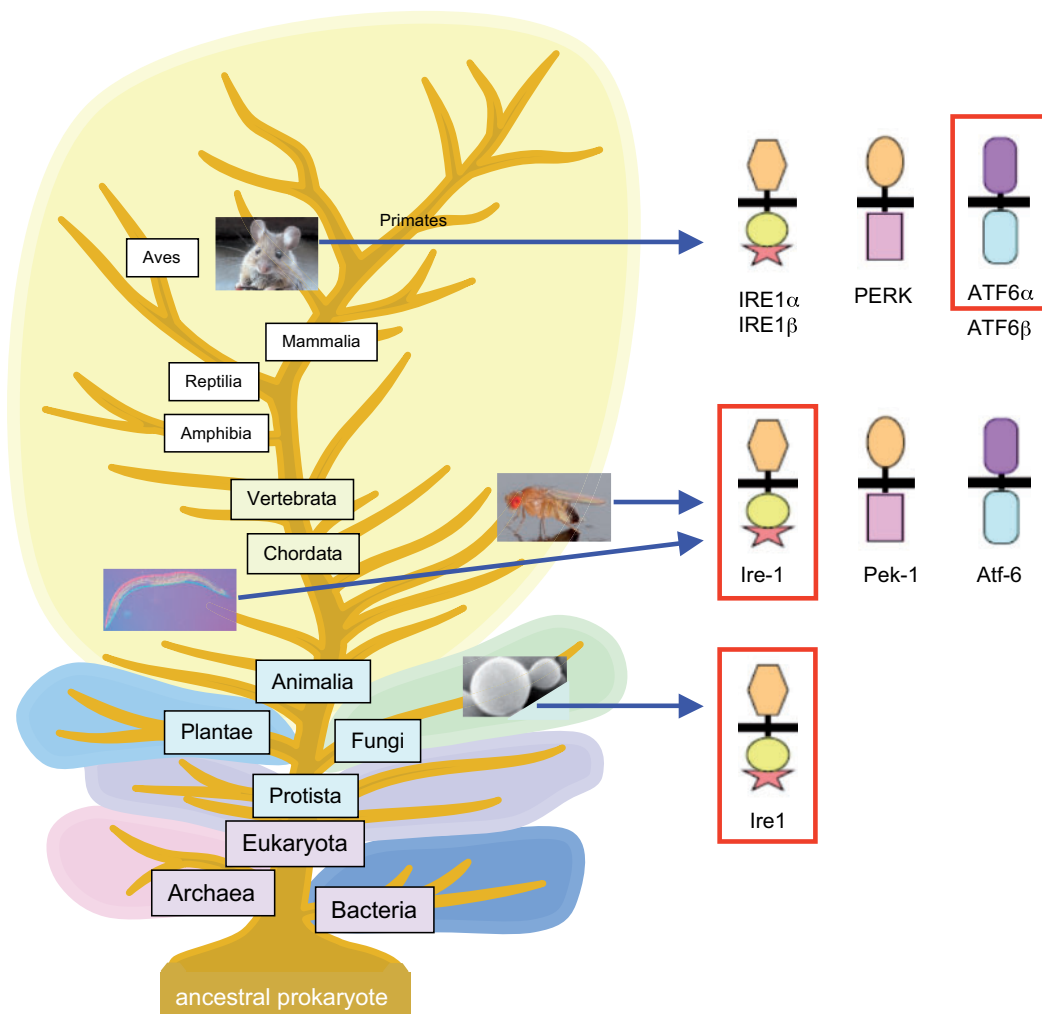 Primates
Aves
IRE1α
IRE1β
PERK
ATF6α
ATF6β
Mammalia
Reptilia
Amphibia
Vertebrata
Chordata
Ire-1
Pek-1
Atf-6
Animalia
Plantae
Fungi
Protista
Ire1
Eukaryota
Archaea
Bacteria
ancestral prokaryote